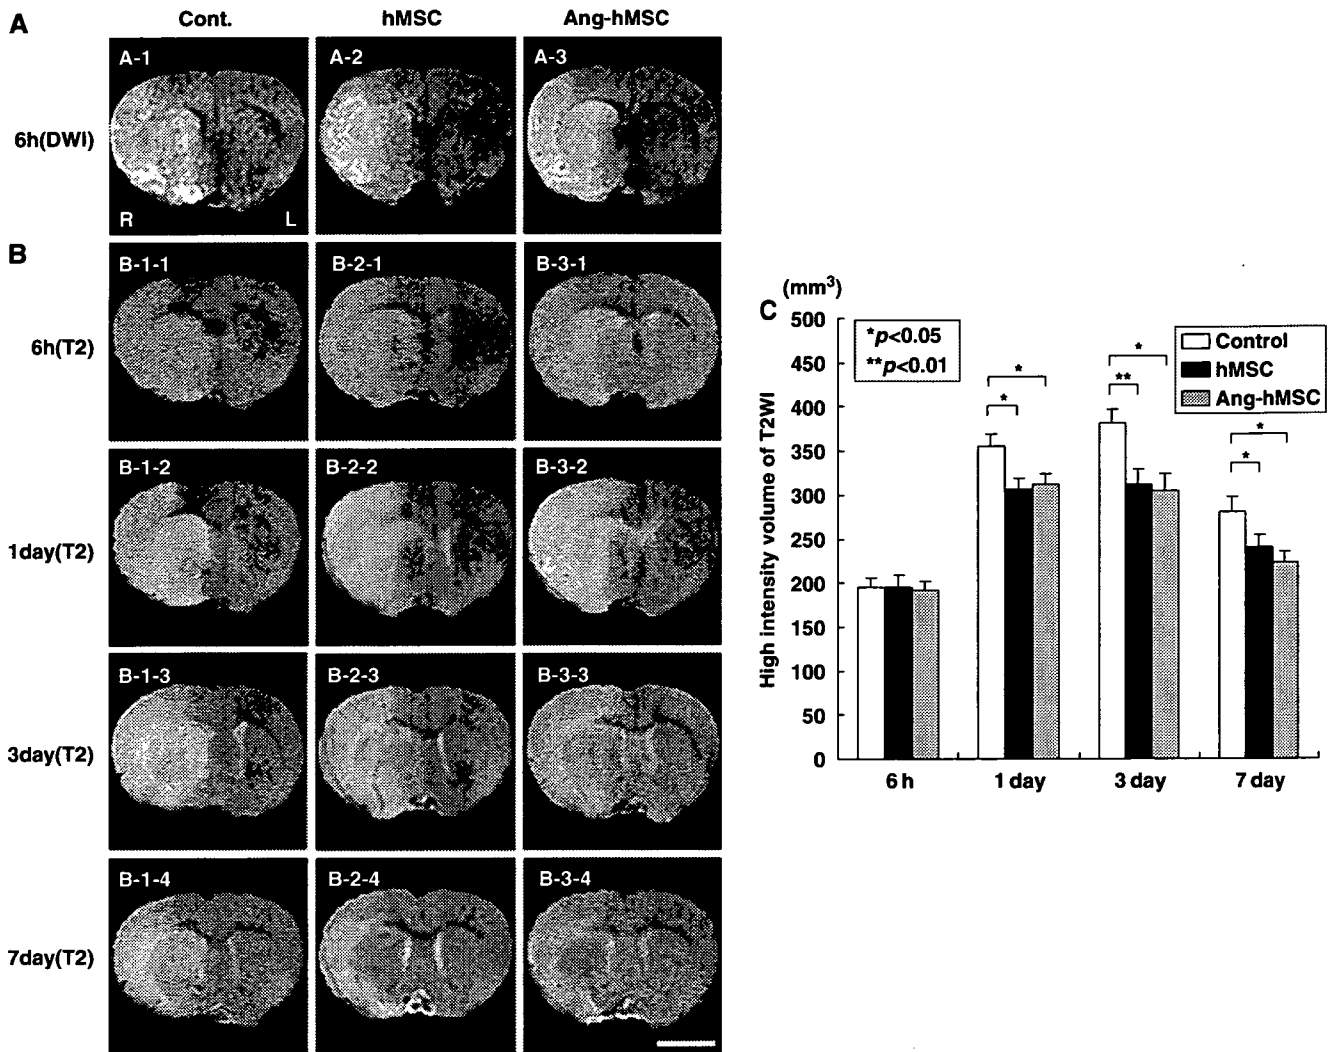 A
Cont.
hMSC
Ang-hMSC
6h(DWI)
A-1
A-2
A-3
R
L
B
6h(T2)
B-1-1
B-2-1
B-3-1
1day(T2)
B-1-2
B-2-2
B-3-2
3day(T2)
B-1-3
B-2-3
B-3-3
7day(T2)
B-1-4
B-2-4
B-3-4
C
(mm³)
High intensity volume of T2WI
500
450
400
350
300
250
200
150
100
50
0
*p<0.05
**p<0.01
Control
hMSC
Ang-hMSC
*
*
*
**
*
*
6 h
1 day
3 day
7 day